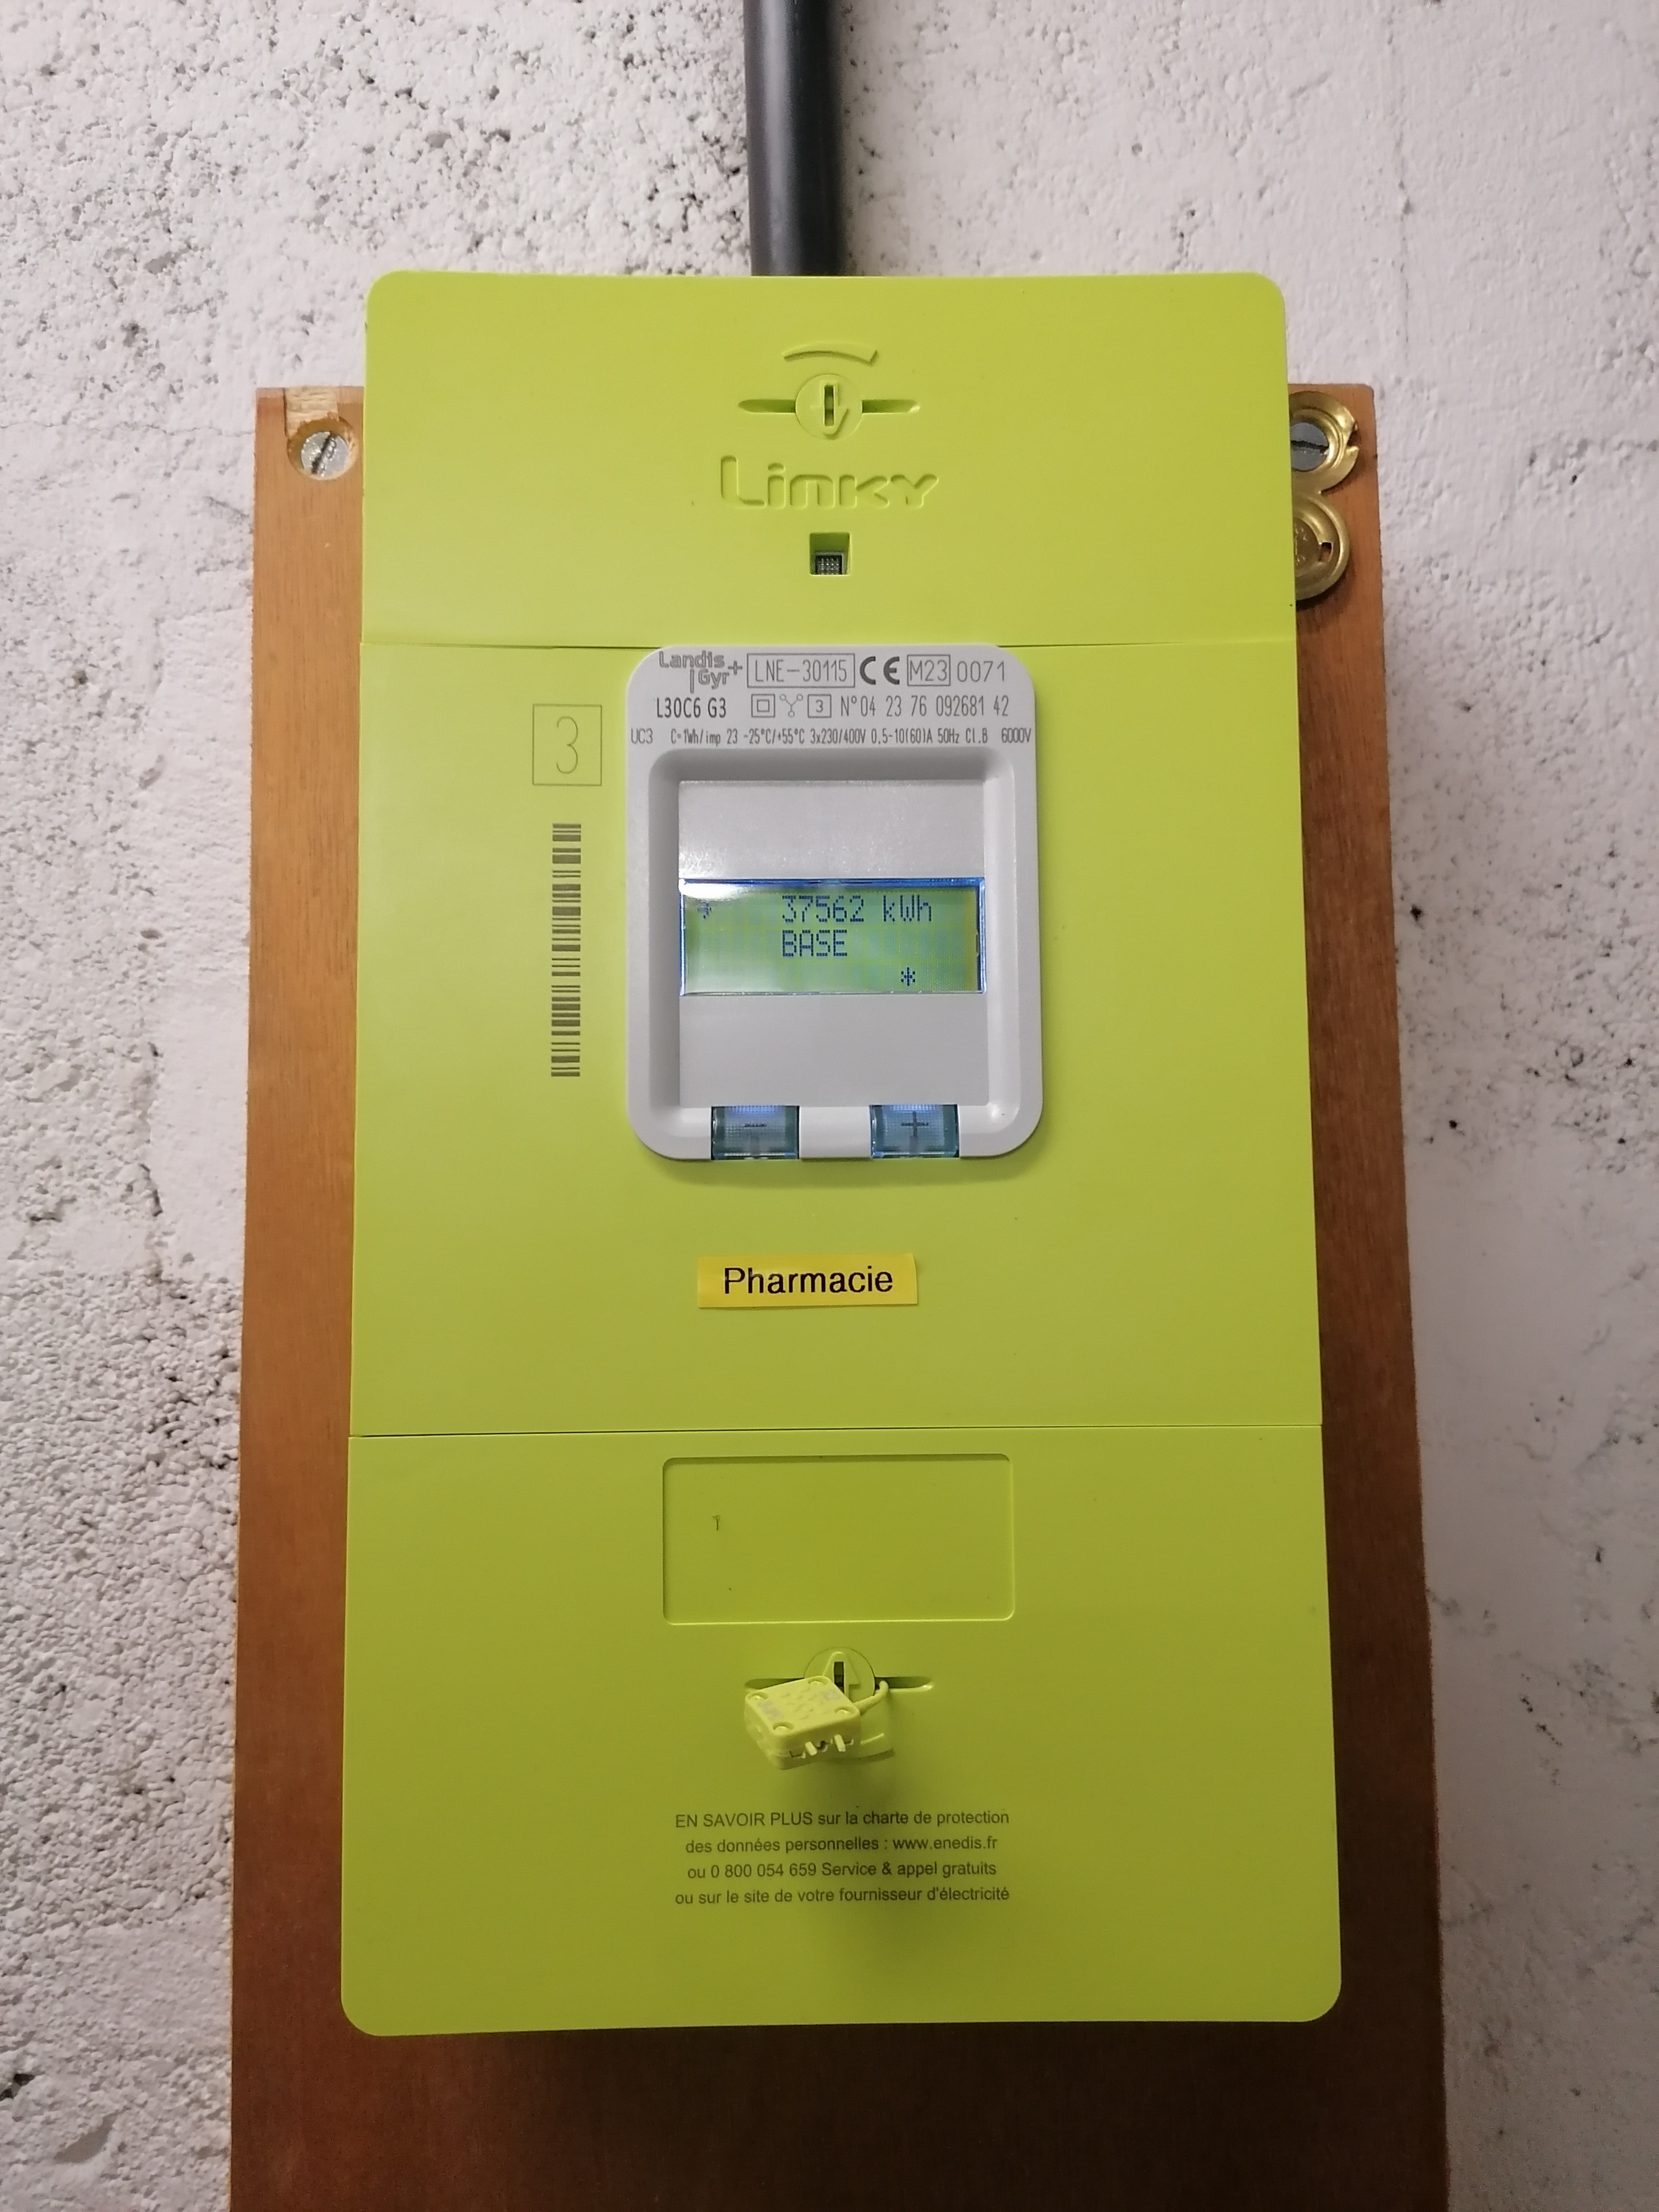 Linky
Landis
Gyr+
LNE-30115 CE M23 0071
L30C6 G3 3 N° 04 23 76 092681 42
UC3 C=1Wh/imp 23 -25°C/+55°C 3x230/400V 0,5-10(60)A 50Hz Cl.B 6000V
3
* 37562 kWh
BASE
*
- +
Pharmacie
EN SAVOIR PLUS sur la charte de protection
des données personnelles : www.enedis.fr
ou 0 800 054 659 Service & appel gratuits
ou sur le site de votre fournisseur d'électricité